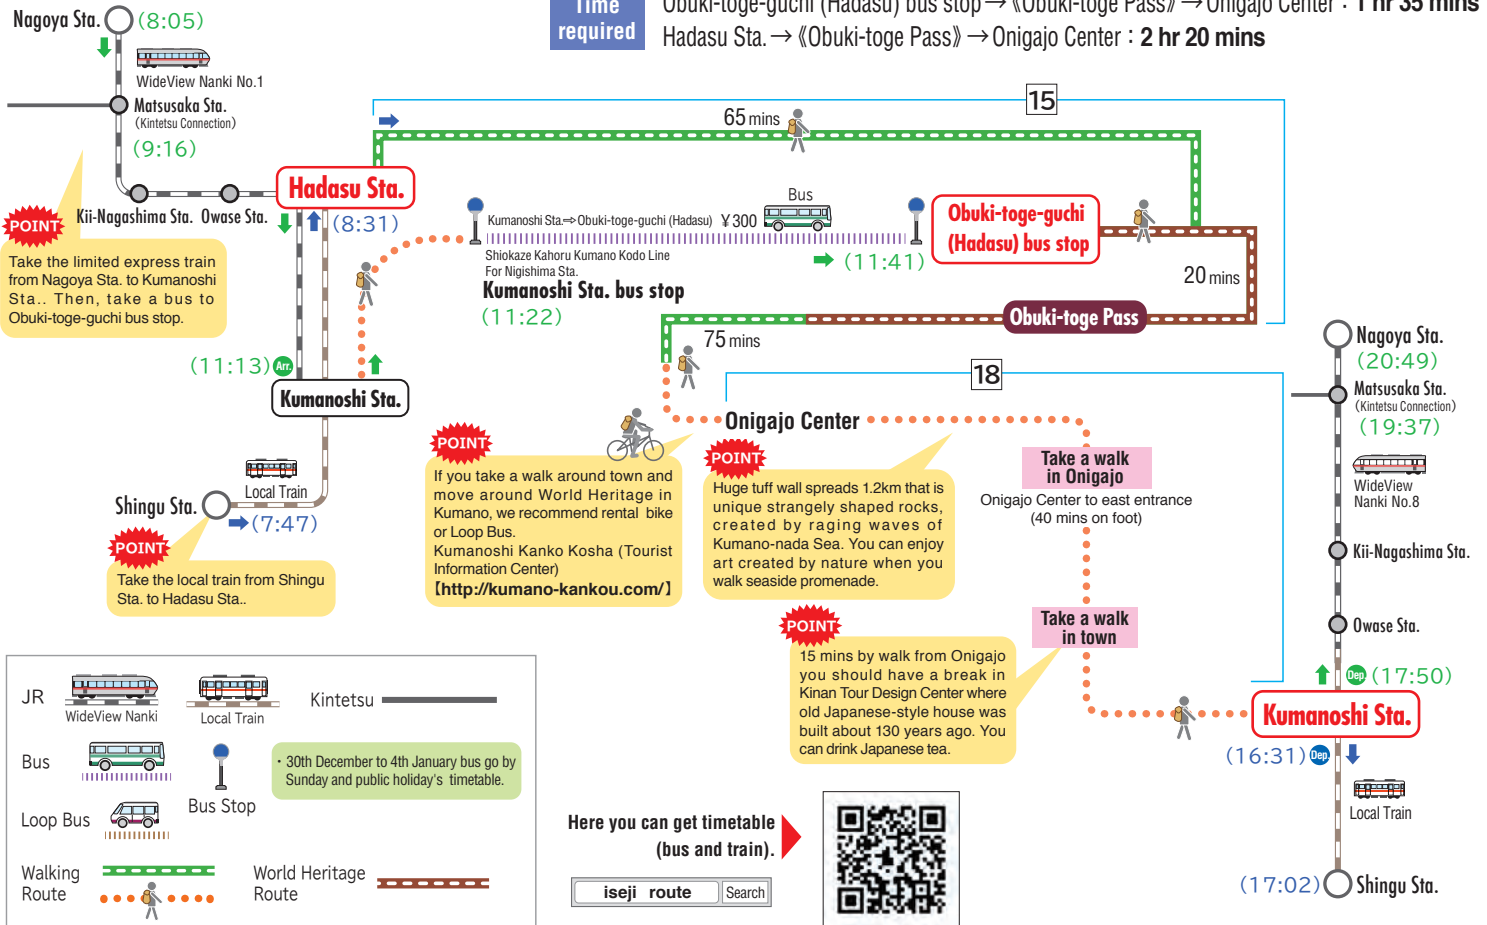 Time
required
Obuki-toge-guchi (Hadasu) bus stop → 《Obuki-toge Pass》 → Onigajo Center : 1 hr 35 mins
Hadasu Sta. → 《Obuki-toge Pass》 → Onigajo Center : 2 hr 20 mins
Nagoya Sta.
(8:05)
WideView Nanki No.1
Matsusaka Sta.
(Kintetsu Connection)
(9:16)
Kii-Nagashima Sta.
Owase Sta.
Hadasu Sta.
(8:31)
POINT
Take the limited express train
from Nagoya Sta. to Kumanoshi
Sta.. Then, take a bus to
Obuki-toge-guchi bus stop.
(11:13)
Arr.
Kumanoshi Sta.
Local Train
Shingu Sta.
(7:47)
POINT
Take the local train from Shingu
Sta. to Hadasu Sta..
15
65 mins
Kumanoshi Sta.⇒Obuki-toge-guchi (Hadasu) ¥300
Bus
Shiokaze Kahoru Kumano Kodo Line
For Nigishima Sta.
(11:41)
Kumanoshi Sta. bus stop
(11:22)
Obuki-toge-guchi
(Hadasu) bus stop
20 mins
Obuki-toge Pass
75 mins
18
Onigajo Center
POINT
If you take a walk around town and
move around World Heritage in
Kumano, we recommend rental bike
or Loop Bus.
Kumanoshi Kanko Kosha (Tourist
Information Center)
【http://kumano-kankou.com/】
POINT
Huge tuff wall spreads 1.2km that is
unique strangely shaped rocks,
created by raging waves of
Kumano-nada Sea. You can enjoy
art created by nature when you
walk seaside promenade.
Take a walk
in Onigajo
Onigajo Center to east entrance
(40 mins on foot)
POINT
15 mins by walk from Onigajo
you should have a break in
Kinan Tour Design Center where
old Japanese-style house was
built about 130 years ago. You
can drink Japanese tea.
Take a walk
in town
Nagoya Sta.
(20:49)
Matsusaka Sta.
(Kintetsu Connection)
(19:37)
WideView
Nanki No.8
Kii-Nagashima Sta.
Owase Sta.
Dep.
(17:50)
Kumanoshi Sta.
(16:31)
Dep.
Local Train
(17:02)
Shingu Sta.
JR
WideView Nanki
Local Train
Kintetsu
Bus
Bus Stop
・30th December to 4th January bus go by
Sunday and public holiday's timetable.
Loop Bus
Walking
Route
World Heritage
Route
Here you can get timetable
(bus and train).
iseji route
Search